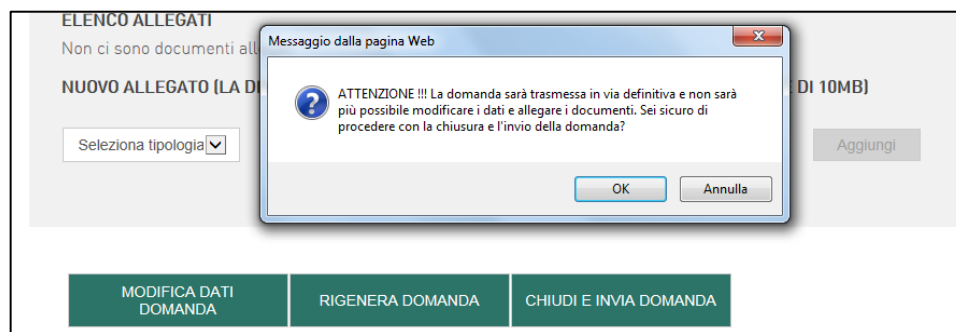 ELENCO ALLEGATI
Non ci sono documenti all
Messaggio dalla pagina Web
x
NUOVO ALLEGATO (LA DI
DI 10MB)
ATTENZIONE !!! La domanda sarà trasmessa in via definitiva e non sarà
più possibile modificare i dati e allegare i documenti. Sei sicuro di
procedere con la chiusura e l'invio della domanda?
Seleziona tipologia
Aggiungi
OK
Annulla
MODIFICA DATI
DOMANDA
RIGENERA DOMANDA
CHIUDI E INVIA DOMANDA